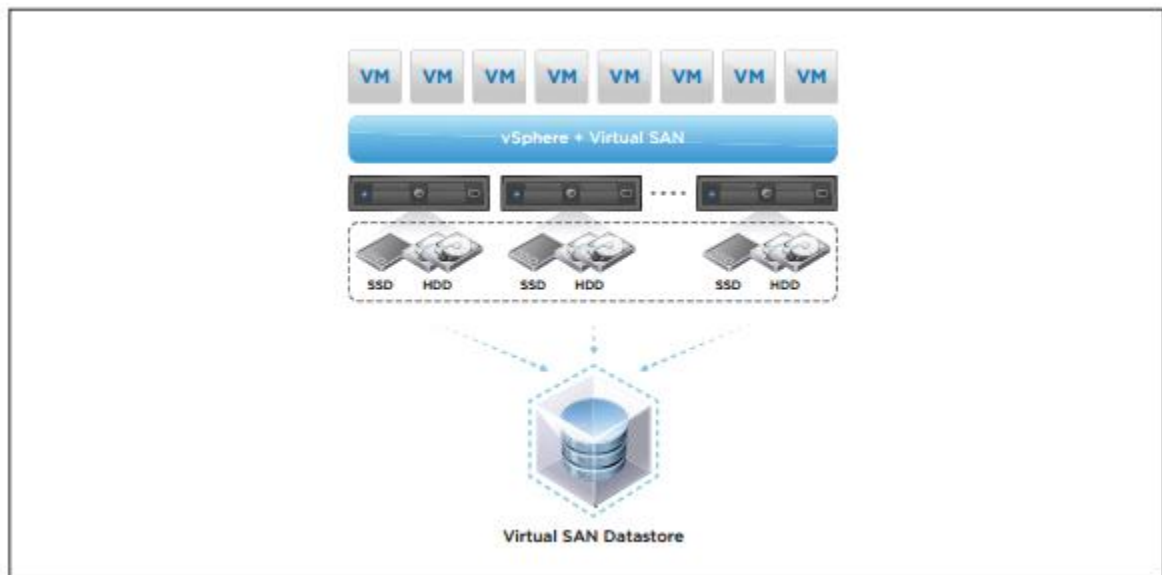 VM VM VM VM VM VM VM VM
vSphere + Virtual SAN
SSD HDD SSD HDD SSD HDD
Virtual SAN Datastore